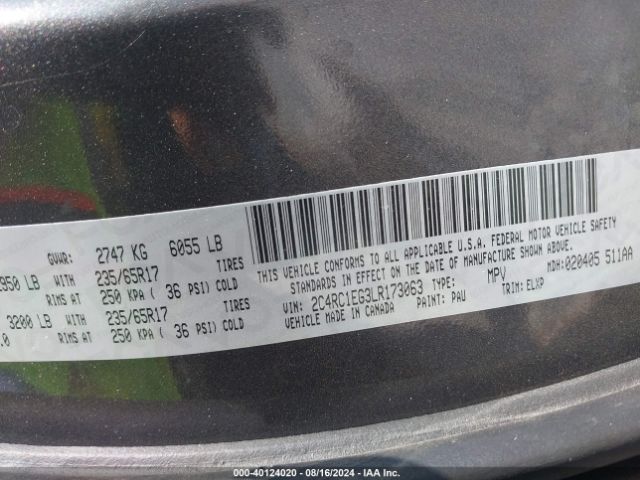 GVWR: 2747 KG 6055 LB
2950 LB WITH 235/65R17 TIRES
RIMS AT 250 KPA ( 36 PSI) COLD
3200 LB WITH 235/65R17 TIRES
.0 RIMS AT 250 KPA ( 36 PSI) COLD
THIS VEHICLE CONFORMS TO ALL APPLICABLE U.S.A. FEDERAL MOTOR VEHICLE SAFETY
STANDARDS IN EFFECT ON THE DATE OF MANUFACTURE SHOWN ABOVE.
VIN: 2C4RC1EG3LR173063 TYPE: MPV MDH:020405 511AA
VEHICLE MADE IN CANADA PAINT: PAU TRIM: ELXP
000-40124020 - 08/16/2024 - IAA Inc.